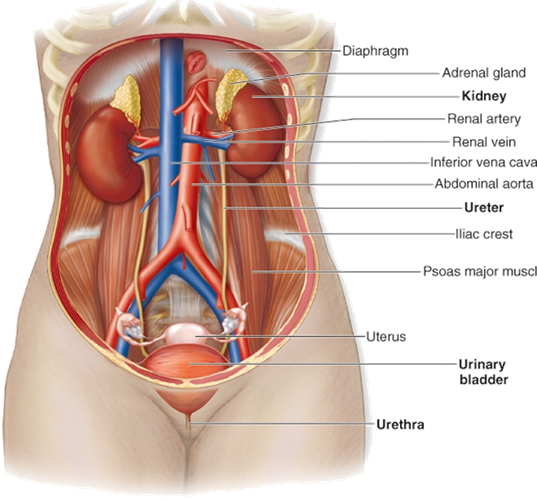 Diaphragm
Adrenal gland
Kidney
Renal artery
Renal vein
Inferior vena cava
Abdominal aorta
Ureter
Iliac crest
Psoas major muscl
Uterus
Urinary
bladder
Urethra